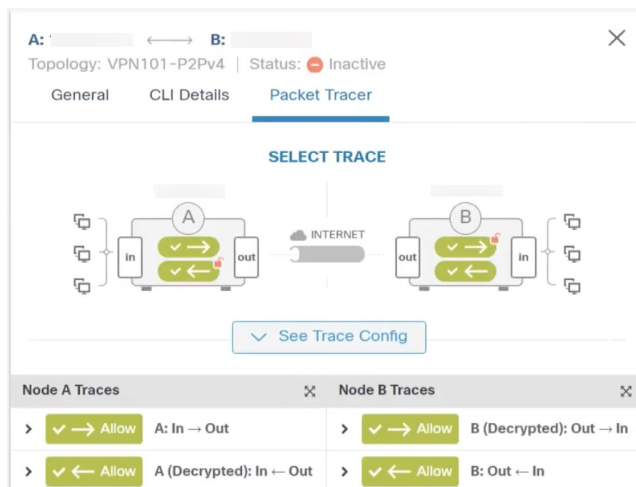 A: ⟷ B:
Topology: VPN101-P2Pv4 | Status: Inactive
General CLI Details Packet Tracer
SELECT TRACE
A B
INTERNET
in out out in
See Trace Config
Node A Traces Node B Traces
Allow A: In → Out Allow B (Decrypted): Out → In
Allow A (Decrypted): In ← Out Allow B: Out ← In